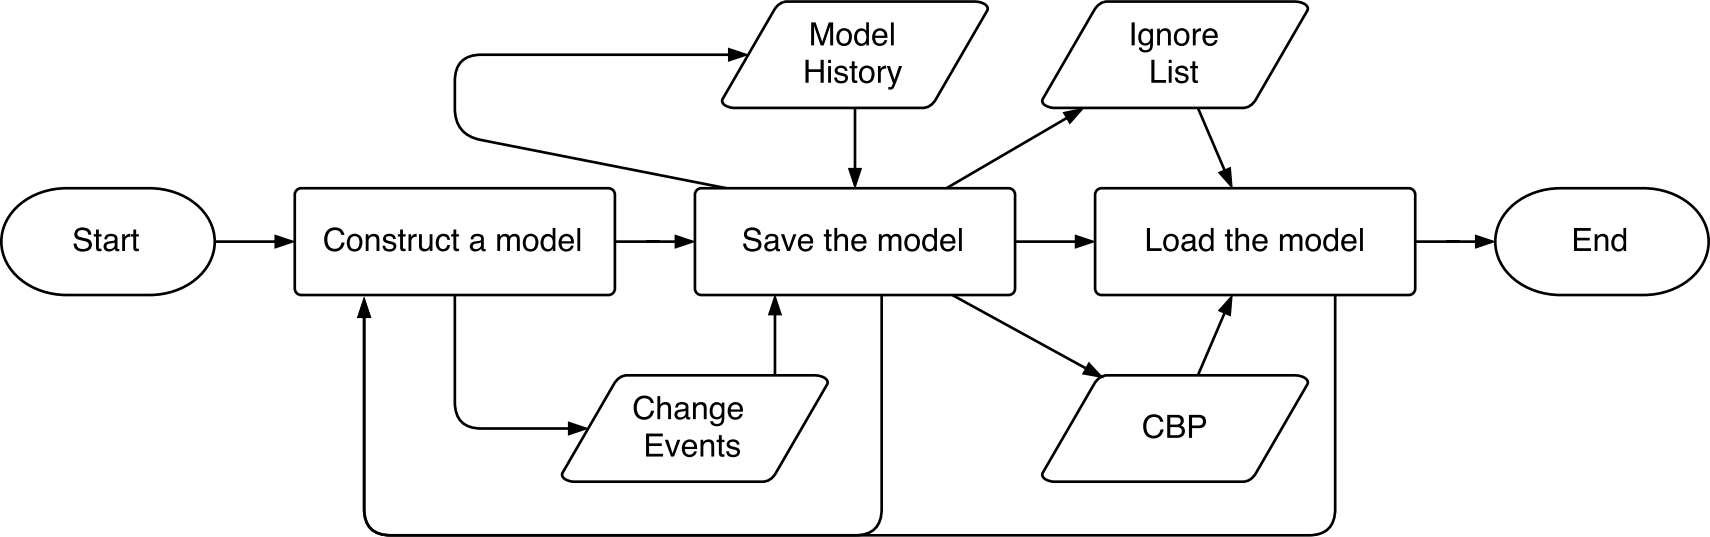 Model
History
Ignore
List
Start
Construct a model
Save the model
Load the model
End
Change
Events
CBP